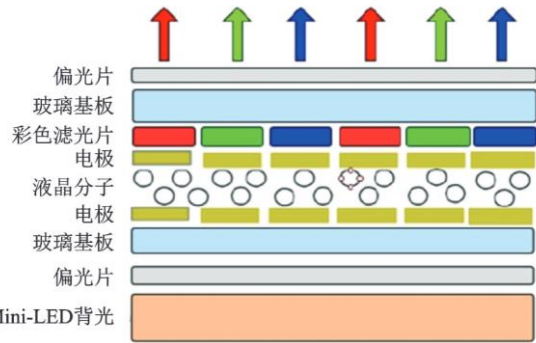 偏光片
玻璃基板
彩色滤光片
电极
液晶分子
电极
玻璃基板
偏光片
Mini-LED背光